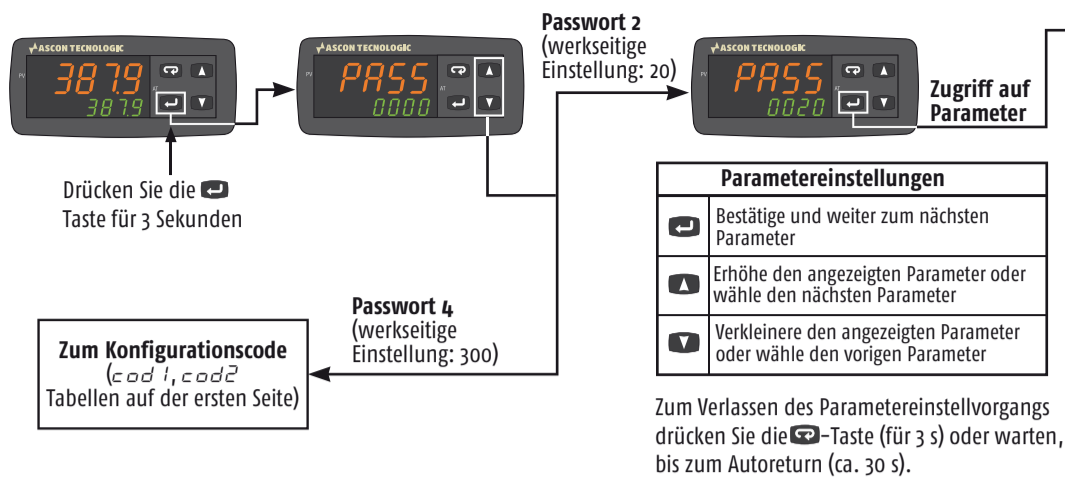 ASCON TECNOLOGIC
PV
387.9
387.9
AT
Drücken Sie die
Taste für 3 Sekunden
ASCON TECNOLOGIC
PV
PASS
0000
AT
Passwort 2
(werkseitige
Einstellung: 20)
ASCON TECNOLOGIC
PV
PASS
0020
AT
Zugriff auf
Parameter
Passwort 4
(werkseitige
Einstellung: 300)
Zum Konfigurationscode
(cod1, cod2
Tabellen auf der ersten Seite)
Parametereinstellungen
Bestätige und weiter zum nächsten
Parameter
Erhöhe den angezeigten Parameter oder
wähle den nächsten Parameter
Verkleinere den angezeigten Parameter
oder wähle den vorigen Parameter
Zum Verlassen des Parametereinstellvorgangs
drücken Sie die -Taste (für 3 s) oder warten,
bis zum Autoreturn (ca. 30 s).